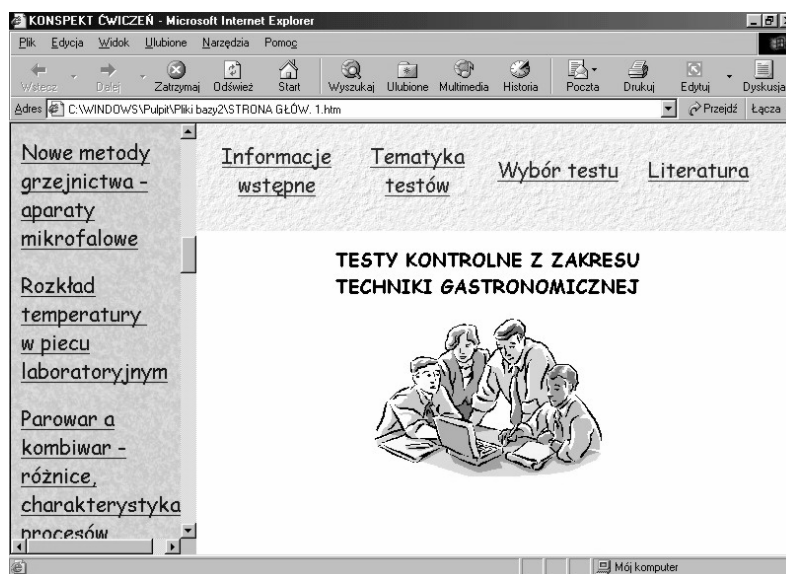 KONSPEKT ĆWICZEŃ - Microsoft Internet Explorer
Plik Edycja Widok Ulubione Narzędzia Pomoc
Wstecz Dalej Zatrzymaj Odśwież Start Wyszukaj Ulubione Multimedia Historia Poczta Drukuj Edytuj Dyskusja
Adres C:\WINDOWS\Pulpit\Pliki bazy2\STRONA GŁÓW. 1.htm Przejdź Łącza
Nowe metody
grzejnictwa -
aparaty
mikrofalowe
Rozkład
temperatury
w piecu
laboratoryjnym
Parowar a
kombiwar -
różnice,
charakterystyka
procesów
Informacje
wstępne
Tematyka
testów
Wybór testu
Literatura
TESTY KONTROLNE Z ZAKRESU
TECHNIKI GASTRONOMICZNEJ
Mój komputer